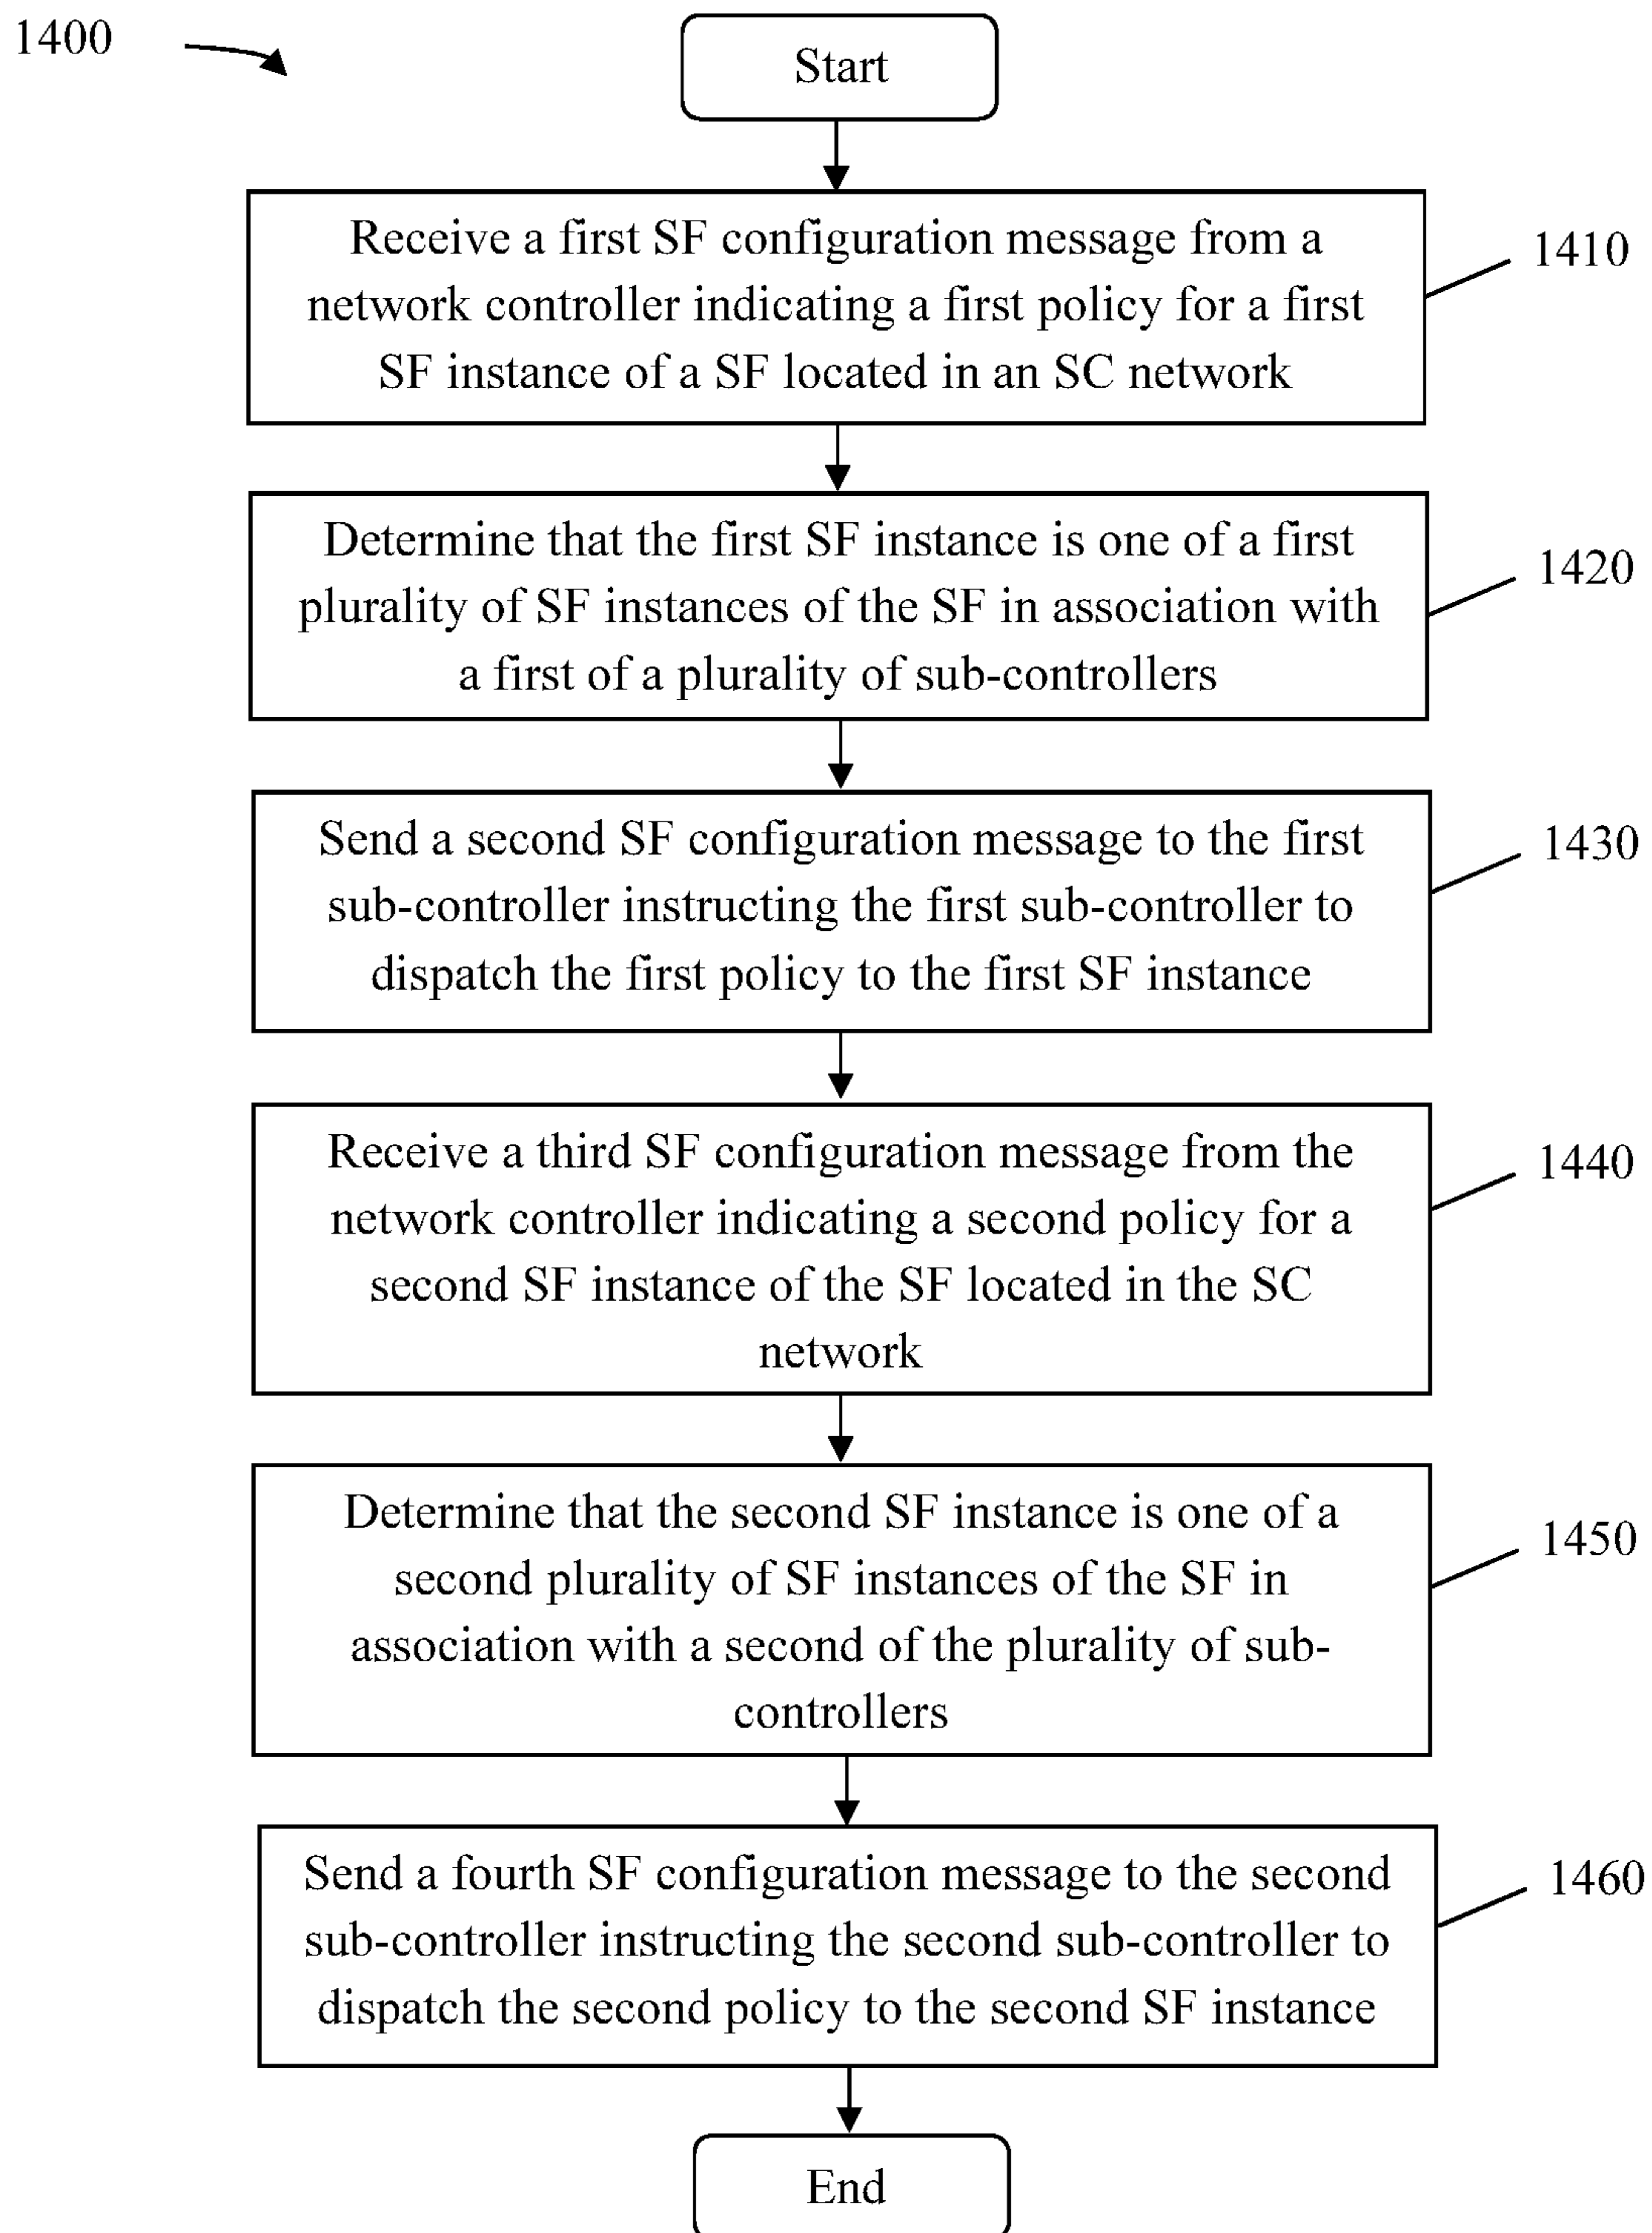 1400
Start
Receive a first SF configuration message from a
network controller indicating a first policy for a first
SF instance of a SF located in an SC network
1410
Determine that the first SF instance is one of a first
plurality of SF instances of the SF in association with
a first of a plurality of sub-controllers
1420
Send a second SF configuration message to the first
sub-controller instructing the first sub-controller to
dispatch the first policy to the first SF instance
1430
Receive a third SF configuration message from the
network controller indicating a second policy for a
second SF instance of the SF located in the SC
network
1440
Determine that the second SF instance is one of a
second plurality of SF instances of the SF in
association with a second of the plurality of sub-
controllers
1450
Send a fourth SF configuration message to the second
sub-controller instructing the second sub-controller to
dispatch the second policy to the second SF instance
1460
End